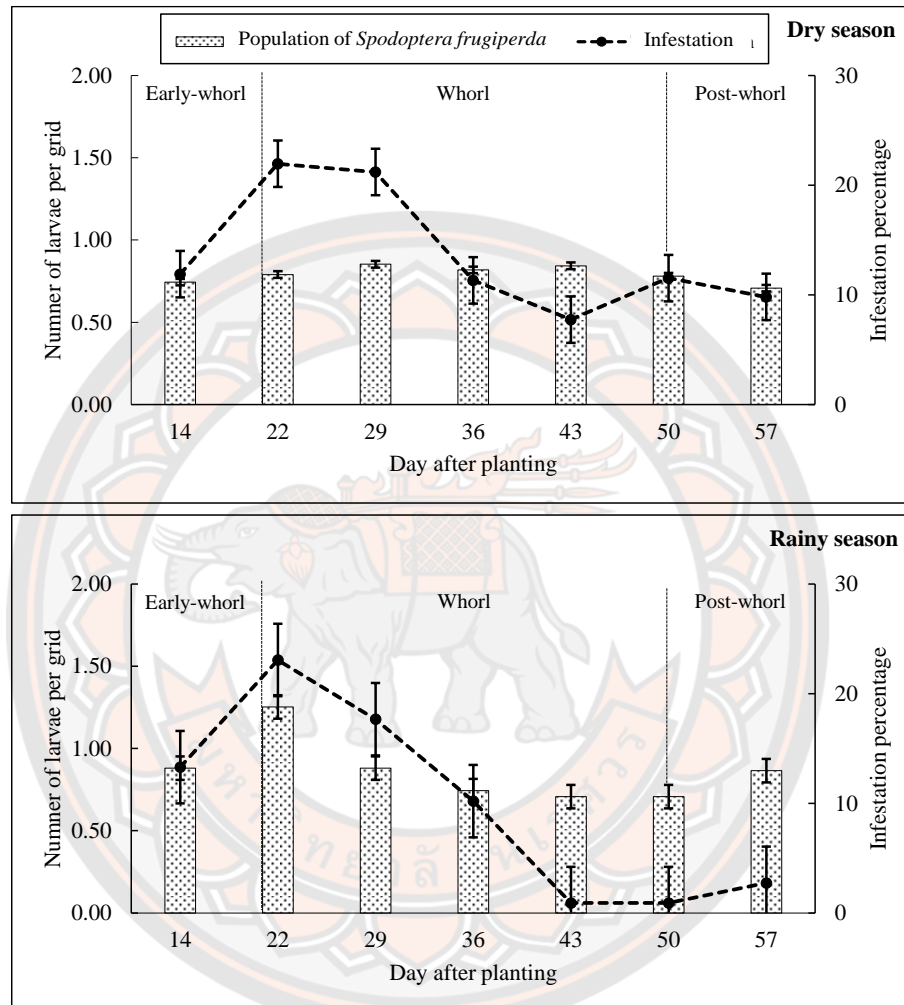 Dry season
Population of Spodoptera frugiperda
Infestation
2.00
1.50
1.00
0.50
0.00
Numner of larvae per grid
Early-whorl
Whorl
Post-whorl
30
20
10
0
Infestation percentage
14 22 29 36 43 50 57
Day after planting
Rainy season
2.00
1.50
1.00
0.50
0.00
Numner of larvae per grid
Early-whorl
Whorl
Post-whorl
30
20
10
0
Infestation percentage
14 22 29 36 43 50 57
Day after planting